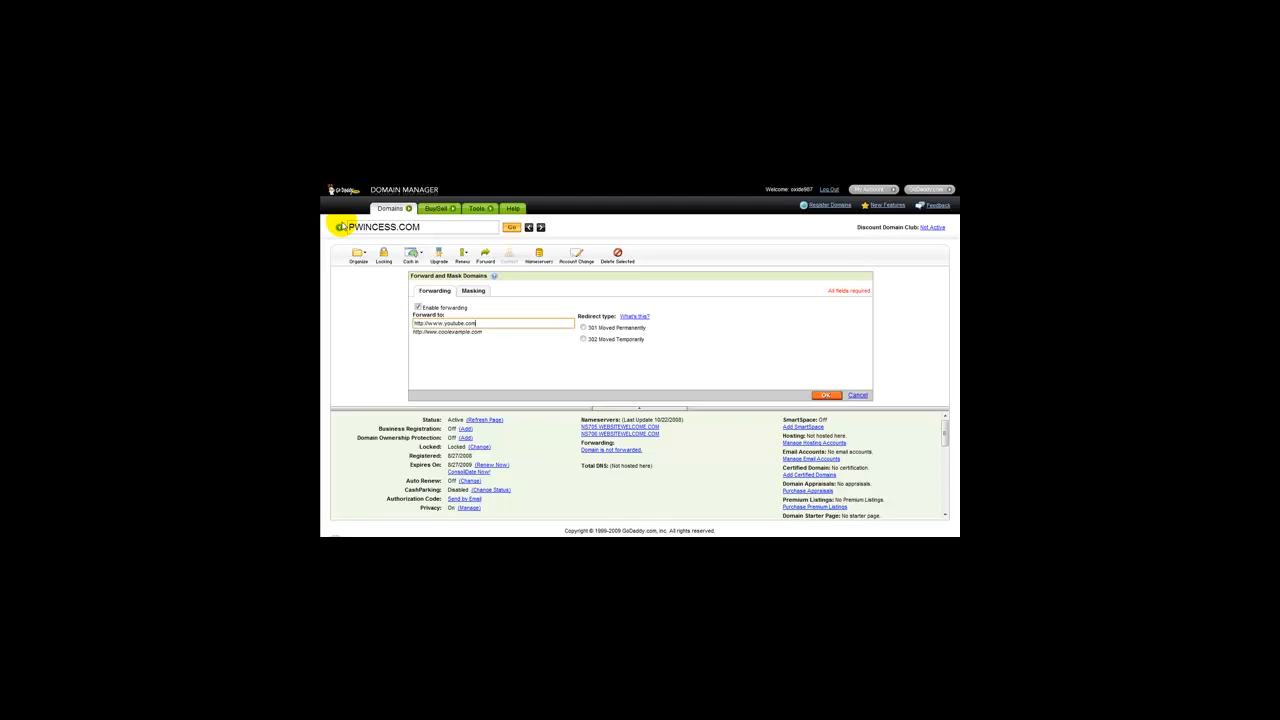 Go Daddy DOMAIN MANAGER Welcome: oxide987 Log Out My Account GoDaddy.com
Domains Buy/Sell Tools Help Register Domains New Features Feedback
PWINCESS.COM Go Discount Domain Club: Not Active
Organize Locking Cash in Upgrade Renew Forward Contact Nameservers Account Change Delete Selected
Forward and Mask Domains
Forwarding Masking All fields required
Enable forwarding
Forward to:
http://www.youtube.com
http://www.coolexample.com
Redirect type: What's this?
301 Moved Permanently
302 Moved Temporarily
OK Cancel
Status: Active (Refresh Page)
Business Registration: Off (Add)
Domain Ownership Protection: Off (Add)
Locked: Locked (Change)
Registered: 8/27/2008
Expires On: 8/27/2009 (Renew Now)
ConsoliDate Now!
Auto Renew: Off (Change)
CashParking: Disabled (Change Status)
Authorization Code: Send by Email
Privacy: On (Manage)
Nameservers: (Last Update 10/22/2008)
NS705.WEBSITEWELCOME.COM
NS706.WEBSITEWELCOME.COM
Forwarding:
Domain is not forwarded.
Total DNS: (Not hosted here)
SmartSpace: Off
Add SmartSpace
Hosting: Not hosted here.
Manage Hosting Accounts
Email Accounts: No email accounts.
Manage Email Accounts
Certified Domain: No certification.
Add Certified Domains
Domain Appraisals: No appraisals.
Purchase Appraisals
Premium Listings: No Premium Listings.
Purchase Premium Listings
Domain Starter Page: No starter page.
Copyright © 1999-2009 GoDaddy.com, Inc. All rights reserved.